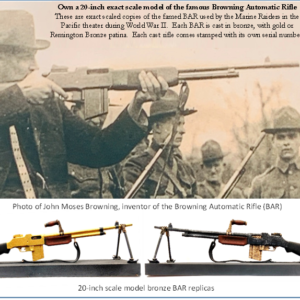 Own a 20-inch exact scale model of the famous Browning Automatic Rifle
These are exact scaled copies of the famed BAR used by the Marine Raiders in the
Pacific theater during World War II. Each BAR is cast in bronze, with gold or
Remington Bronze patina. Each cast rifle comes stamped with its own serial number
Photo of John Moses Browning, inventor of the Browning Automatic Rifle (BAR)
20-inch scale model bronze BAR replicas